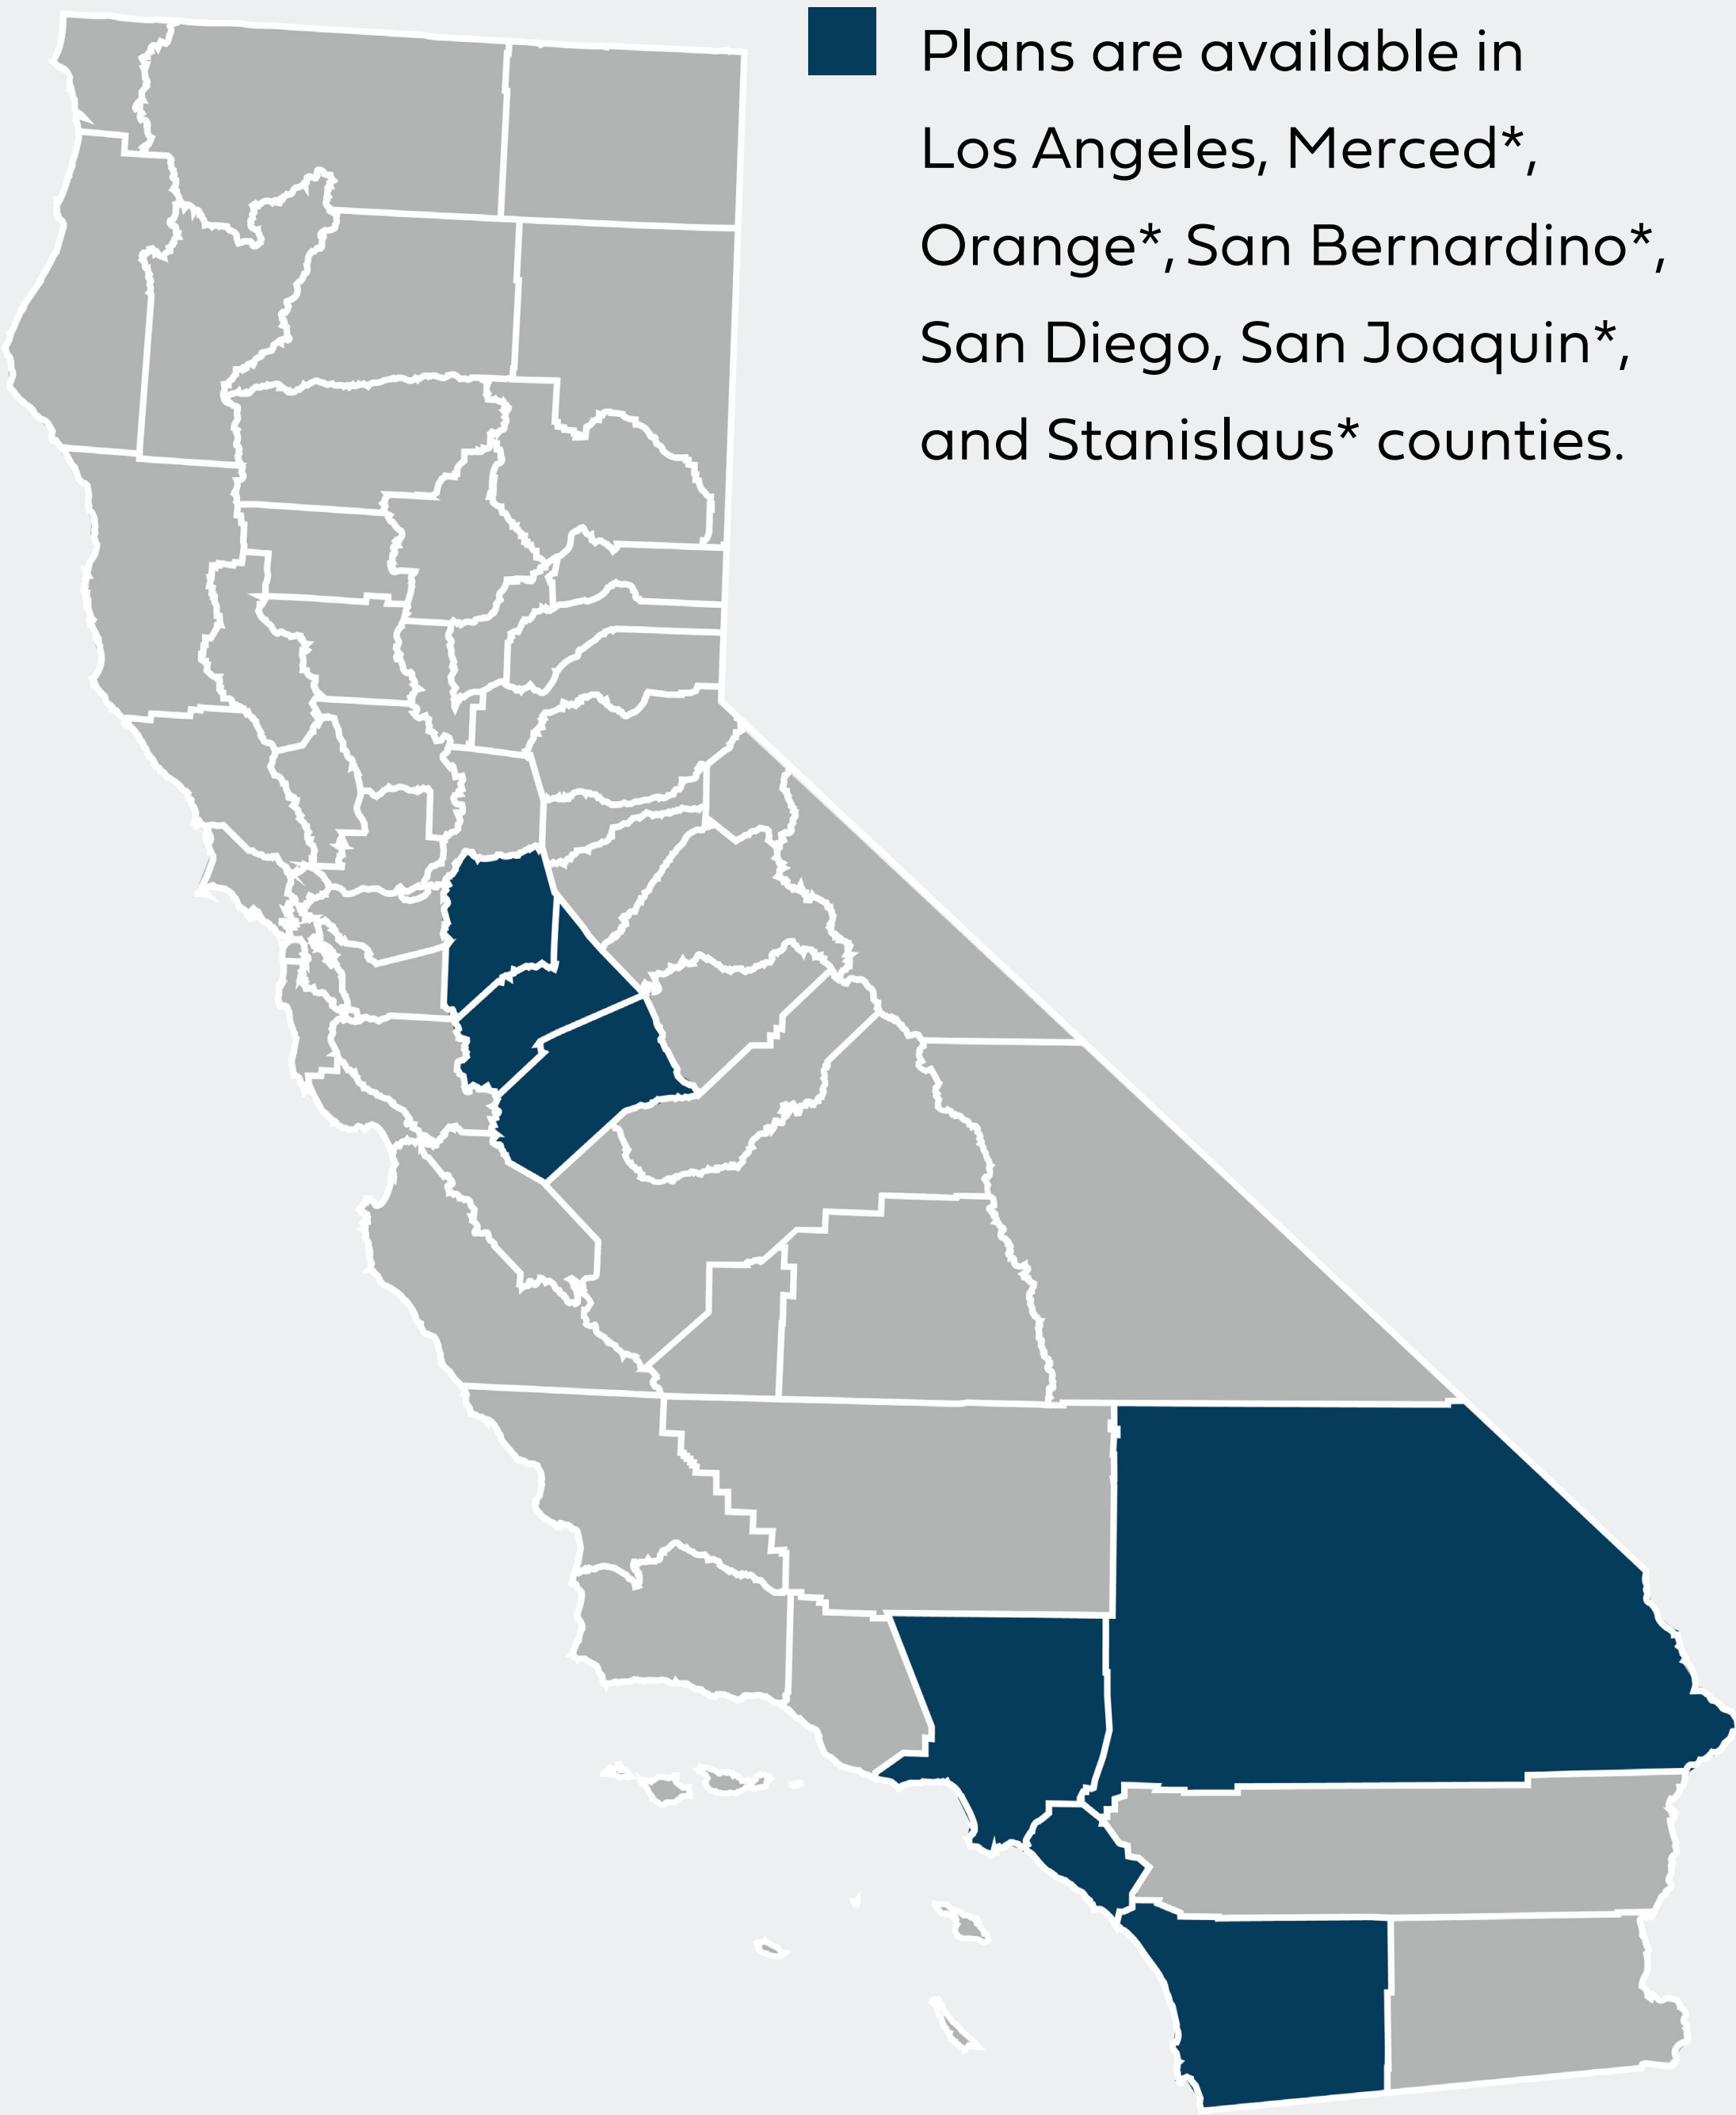 Plans are available in
Los Angeles, Merced*,
Orange*, San Bernardino*,
San Diego, San Joaquin*,
and Stanislaus* counties.